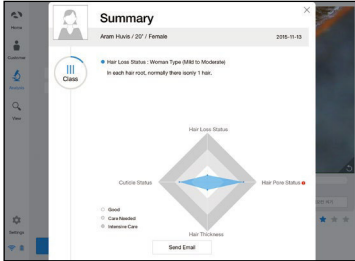 Summary
Home
Aram Huvis / 20' / Female
2015-11-13
Customer
III
Class
Hair Loss Status : Woman Type (Mild to Moderate)
In each hair root, normally there isonly 1 hair.
Analysis
View
Hair Loss Status
Cuticle Status
Hair Pore Status
Good
Care Needed
Intensive Care
Hair Thickness
Settings
Send Email